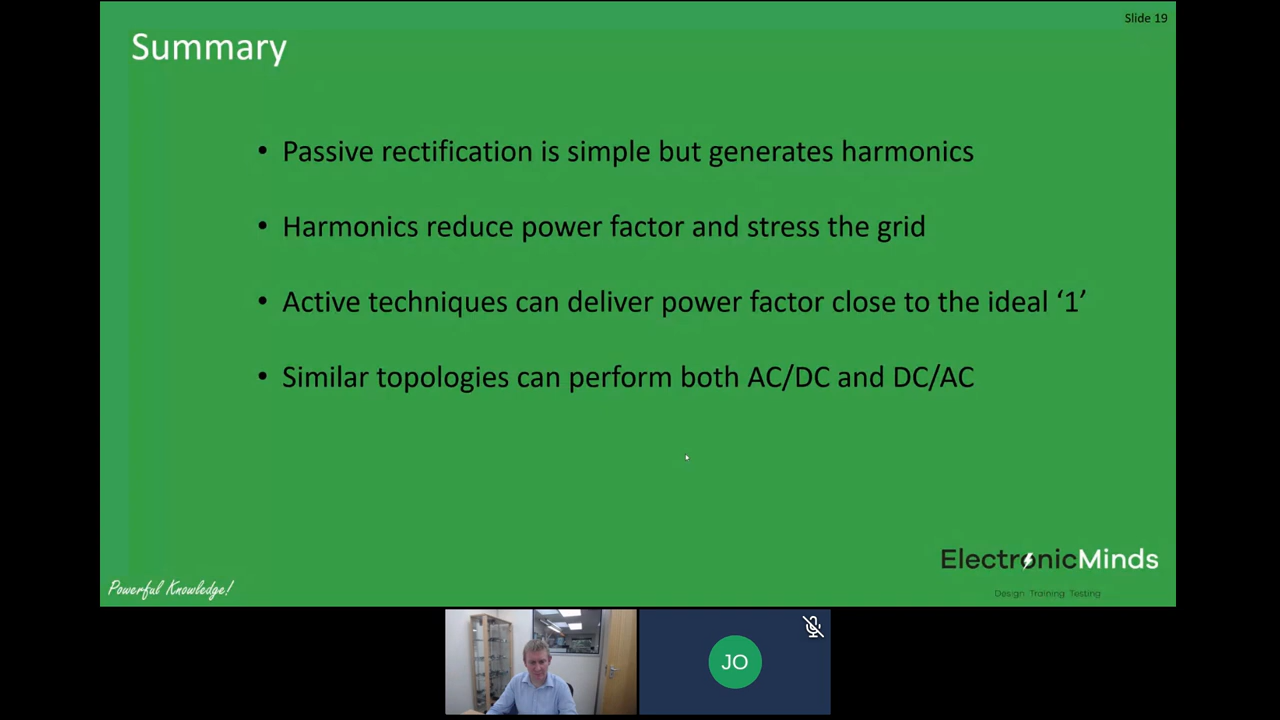 Slide 19
Summary
• Passive rectification is simple but generates harmonics
• Harmonics reduce power factor and stress the grid
• Active techniques can deliver power factor close to the ideal ‘1’
• Similar topologies can perform both AC/DC and DC/AC
ElectronicMinds
Design Training Testing
Powerful Knowledge!
JO